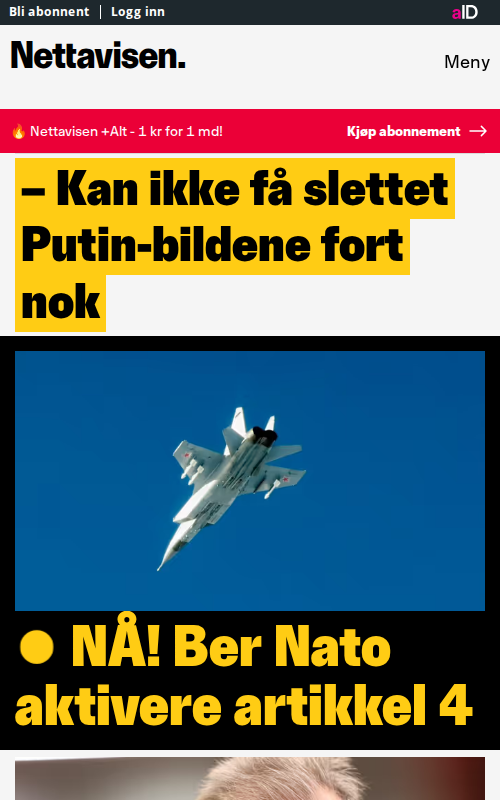 Bli abonnent
Logg inn
aID
Nettavisen.
Meny
🔥 Nettavisen +Alt - 1 kr for 1 md!
Kjøp abonnement →
– Kan ikke få slettet
Putin-bildene fort
nok
NÅ! Ber Nato
aktivere artikkel 4